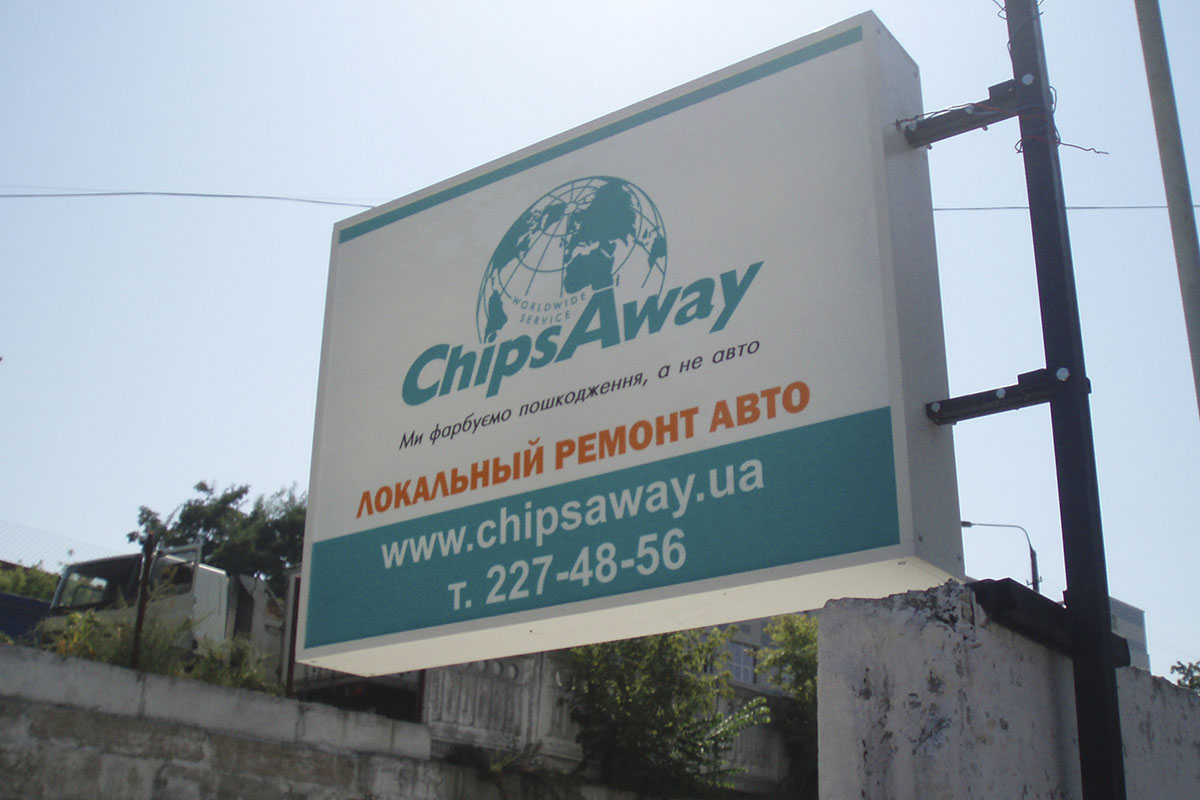 WORLDWIDE
SERVICE
ChipsAway
Ми фарбуємо пошкодження, а не авто
ЛОКАЛЬНЫЙ РЕМОНТ АВТО
www.chipsaway.ua
т. 227-48-56